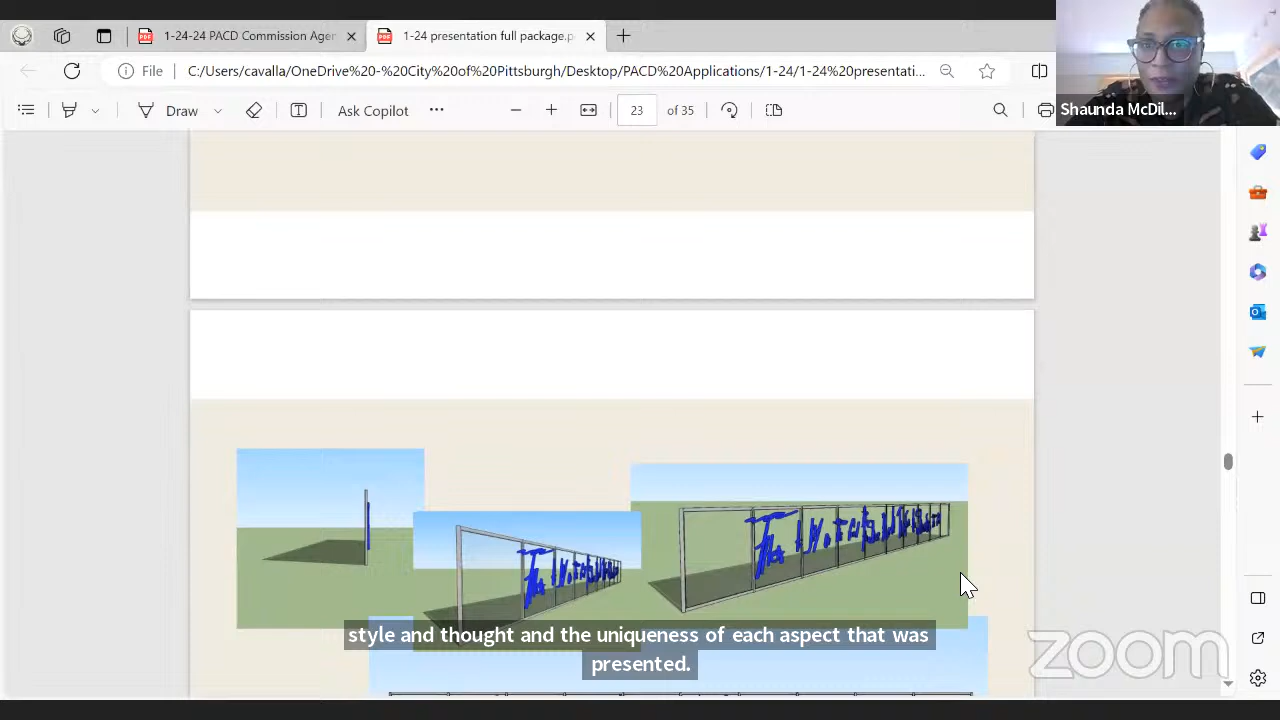 1-24-24 PACD Commission Ager
1-24 presentation full package.p
File
C:/Users/cavalla/OneDrive%20-%20City%20of%20Pittsburgh/Desktop/PACD%20Applications/1-24/1-24%20presentati...
Draw
Ask Copilot
23 of 35
Shaunda McDil...
style and thought and the uniqueness of each aspect that was
presented.
zoom